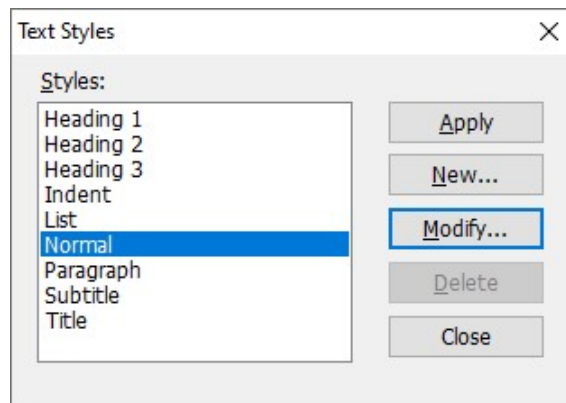 Text Styles
Styles:
Heading 1
Heading 2
Heading 3
Indent
List
Normal
Paragraph
Subtitle
Title
Apply
New...
Modify...
Delete
Close